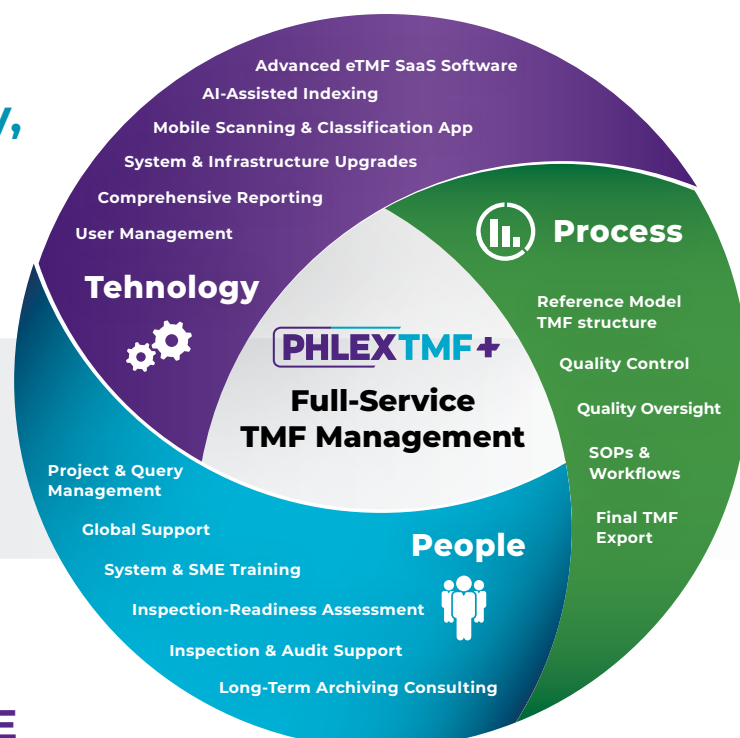 y,
Advanced eTMF SaaS Software
AI-Assisted Indexing
Mobile Scanning & Classification App
System & Infrastructure Upgrades
Comprehensive Reporting
User Management
Tehnology
Process
Reference Model
TMF structure
Quality Control
Quality Oversight
SOPs &
Workflows
Final TMF
Export
PHLEXTMF+
Full-Service
TMF Management
People
Project & Query
Management
Global Support
System & SME Training
Inspection-Readiness Assessment
Inspection & Audit Support
Long-Term Archiving Consulting
E